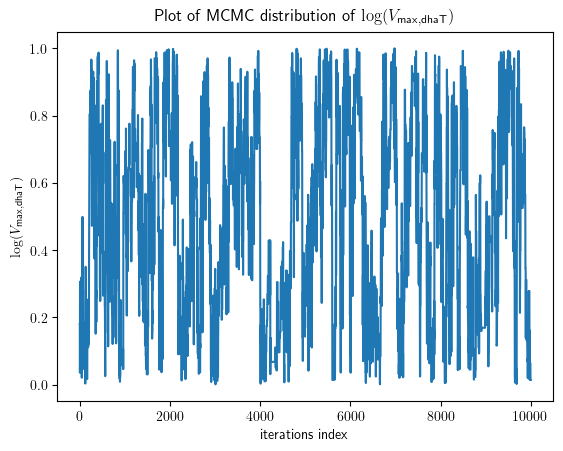 Plot of MCMC distribution of log(V_max,dhaT)
log(V_max,dhaT)
1.0
0.8
0.6
0.4
0.2
0.0
0 2000 4000 6000 8000 10000
iterations index